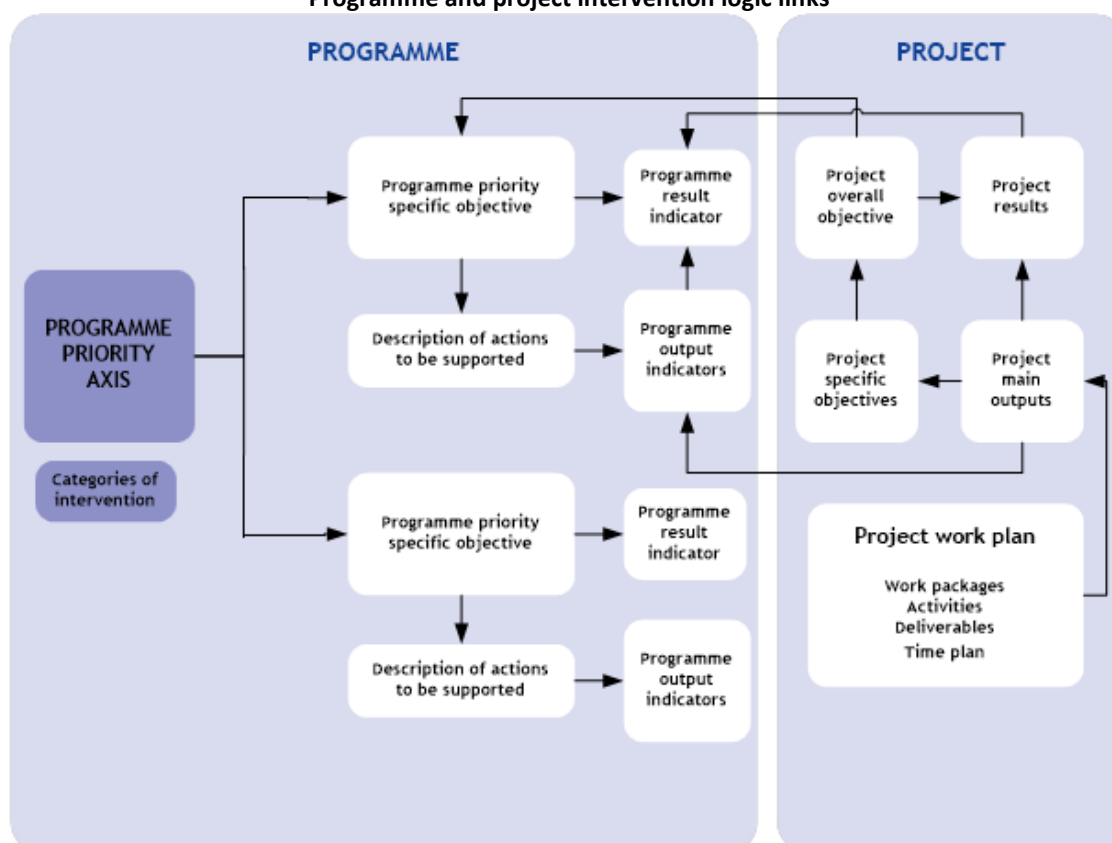 Programme and project intervention logic links
PROGRAMME
PROJECT
Programme priority
specific objective
Programme
result
indicator
Project
overall
objective
Project
results
PROGRAMME
PRIORITY
AXIS
Description of actions
to be supported
Programme
output
indicators
Project
specific
objectives
Project
main
outputs
Categories of
intervention
Programme priority
specific objective
Programme
result
indicator
Project work plan
Work packages
Activities
Deliverables
Time plan
Description of actions
to be supported
Programme
output
indicators